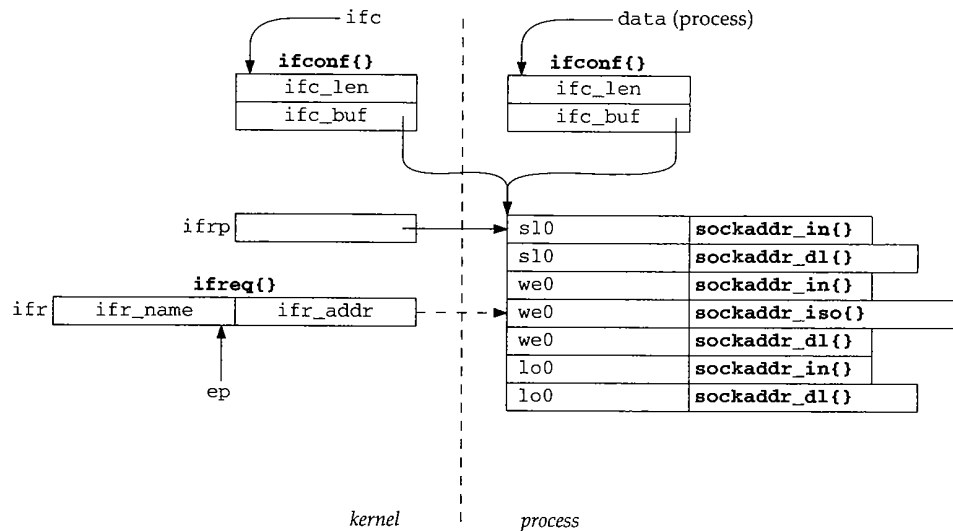 ifc
data (process)
ifconf{}
ifconf{}
ifc_len
ifc_len
ifc_buf
ifc_buf
ifrp
sl0 sockaddr_in{}
sl0 sockaddr_dl{}
ifreq{}
we0 sockaddr_in{}
ifr ifr_name ifr_addr
we0 sockaddr_iso{}
we0 sockaddr_dl{}
ep
lo0 sockaddr_in{}
lo0 sockaddr_dl{}
kernel
process